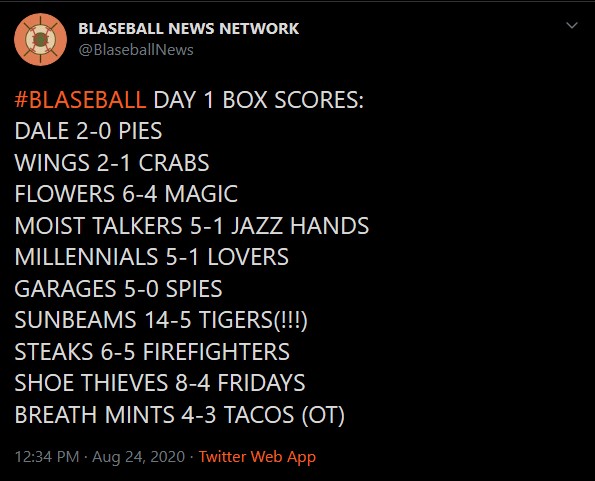 BLASEBALL NEWS NETWORK
@BlaseballNews
#BLASEBALL DAY 1 BOX SCORES:
DALE 2-0 PIES
WINGS 2-1 CRABS
FLOWERS 6-4 MAGIC
MOIST TALKERS 5-1 JAZZ HANDS
MILLENNIALS 5-1 LOVERS
GARAGES 5-0 SPIES
SUNBEAMS 14-5 TIGERS(!!!)
STEAKS 6-5 FIREFIGHTERS
SHOE THIEVES 8-4 FRIDAYS
BREATH MINTS 4-3 TACOS (OT)
12:34 PM · Aug 24, 2020 · Twitter Web App